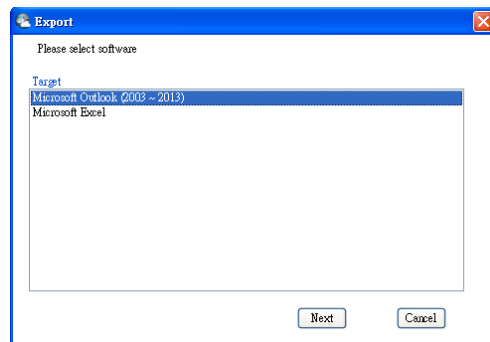 Export
Please select software
Target
Microsoft Outlook (2003 ~ 2013)
Microsoft Excel
Next
Cancel